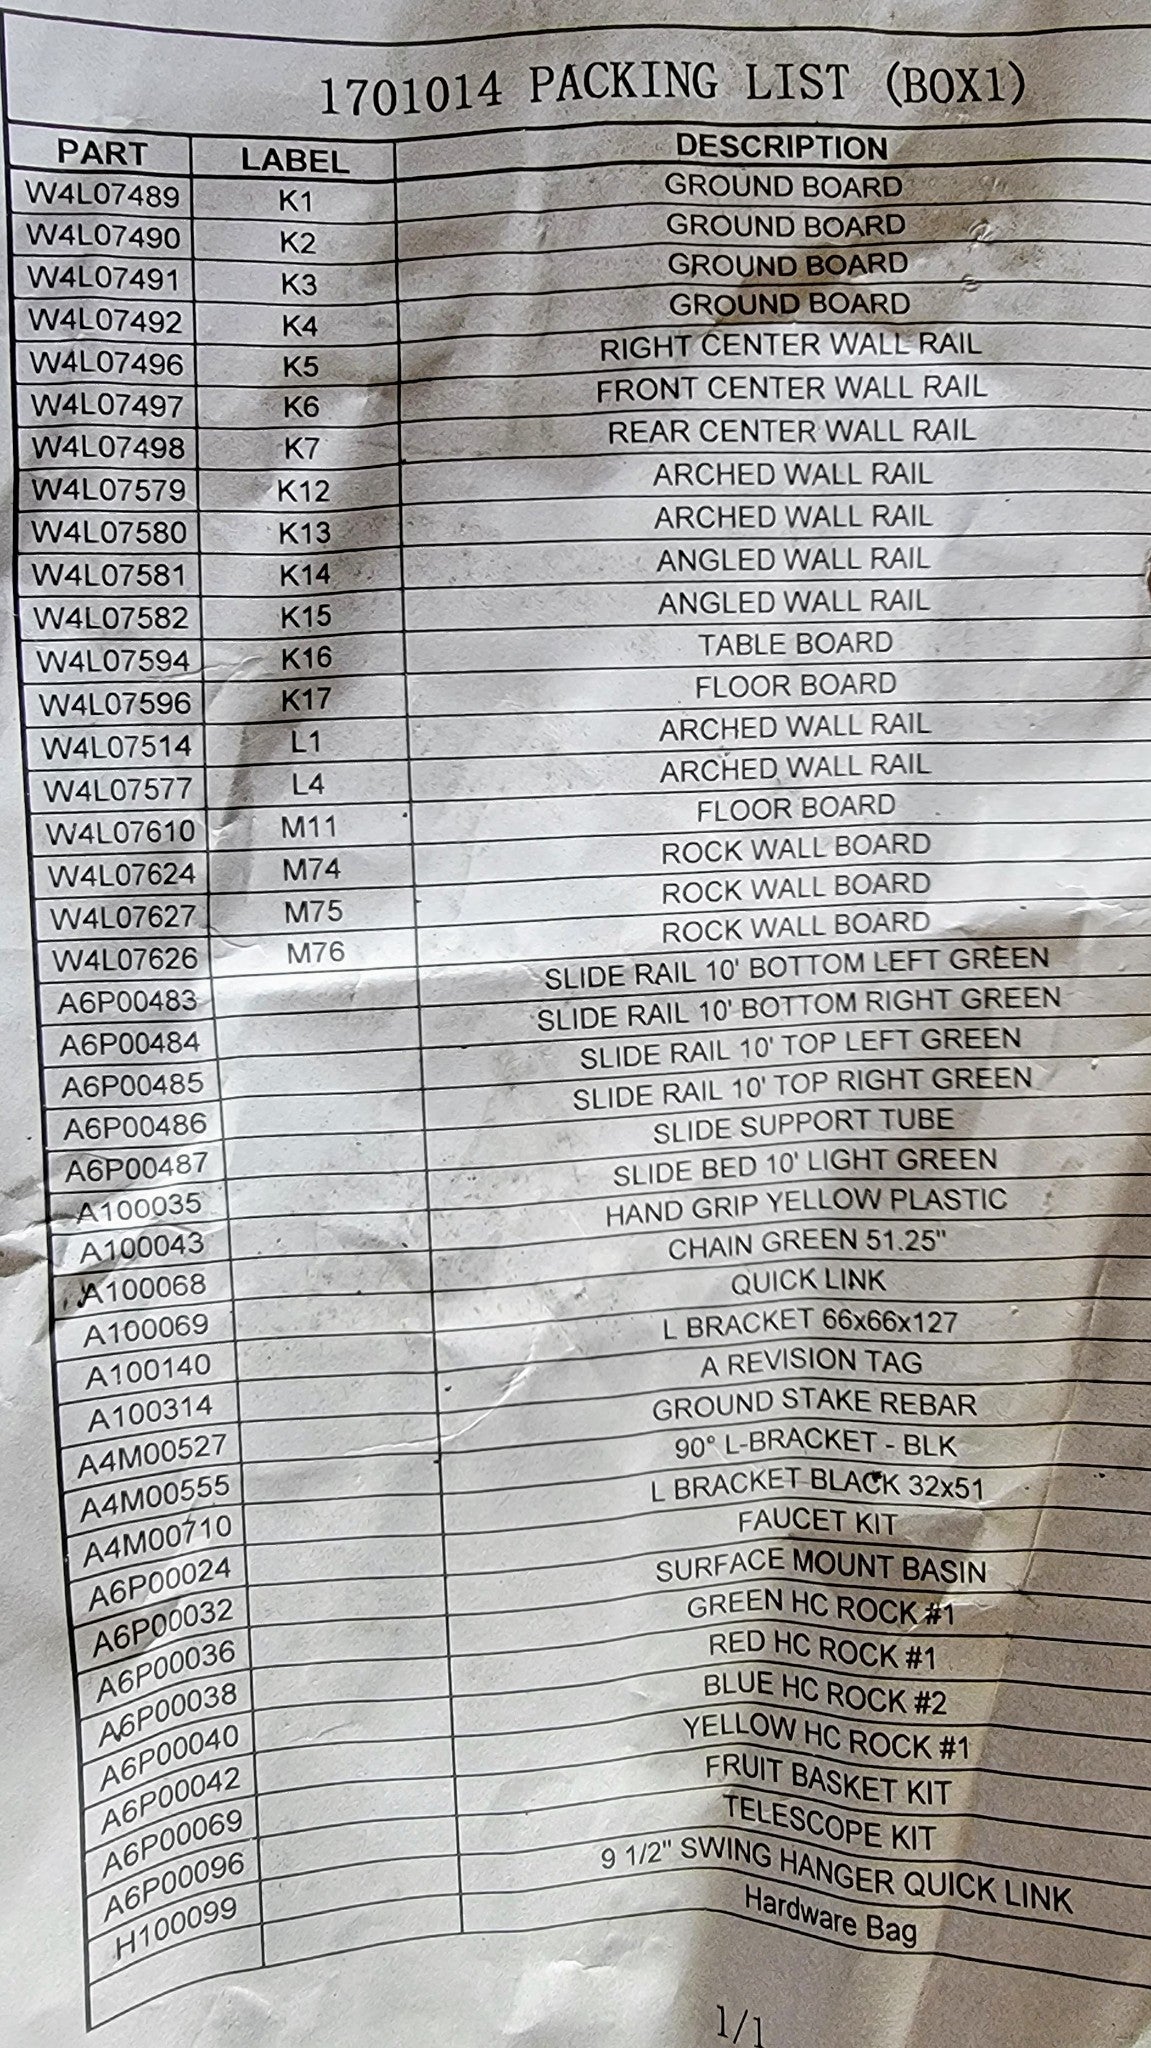 1701014 PACKING LIST (BOX1)
PART LABEL DESCRIPTION
W4L07489 K1 GROUND BOARD
W4L07490 K2 GROUND BOARD
W4L07491 K3 GROUND BOARD
W4L07492 K4 GROUND BOARD
W4L07496 K5 RIGHT CENTER WALL RAIL
W4L07497 K6 FRONT CENTER WALL RAIL
W4L07498 K7 REAR CENTER WALL RAIL
W4L07579 K12 ARCHED WALL RAIL
W4L07580 K13 ARCHED WALL RAIL
W4L07581 K14 ANGLED WALL RAIL
W4L07582 K15 ANGLED WALL RAIL
W4L07594 K16 TABLE BOARD
W4L07596 K17 FLOOR BOARD
W4L07514 L1 ARCHED WALL RAIL
W4L07577 L4 ARCHED WALL RAIL
W4L07610 M11 FLOOR BOARD
W4L07624 M74 ROCK WALL BOARD
W4L07627 M75 ROCK WALL BOARD
W4L07626 M76 ROCK WALL BOARD
A6P00483 SLIDE RAIL 10' BOTTOM LEFT GREEN
A6P00484 SLIDE RAIL 10' BOTTOM RIGHT GREEN
A6P00485 SLIDE RAIL 10' TOP LEFT GREEN
A6P00486 SLIDE RAIL 10' TOP RIGHT GREEN
A6P00487 SLIDE SUPPORT TUBE
A100035 SLIDE BED 10' LIGHT GREEN
A100043 HAND GRIP YELLOW PLASTIC
A100068 CHAIN GREEN 51.25"
A100069 QUICK LINK
A100140 L BRACKET 66x66x127
A100314 A REVISION TAG
A4M00527 GROUND STAKE REBAR
A4M00555 90° L-BRACKET - BLK
A4M00710 L BRACKET BLACK 32x51
A6P00024 FAUCET KIT
A6P00032 SURFACE MOUNT BASIN
A6P00036 GREEN HC ROCK #1
A6P00038 RED HC ROCK #1
A6P00040 BLUE HC ROCK #2
A6P00042 YELLOW HC ROCK #1
A6P00069 FRUIT BASKET KIT
A6P00096 TELESCOPE KIT
H100099 9 1/2" SWING HANGER QUICK LINK
Hardware Bag
1/1